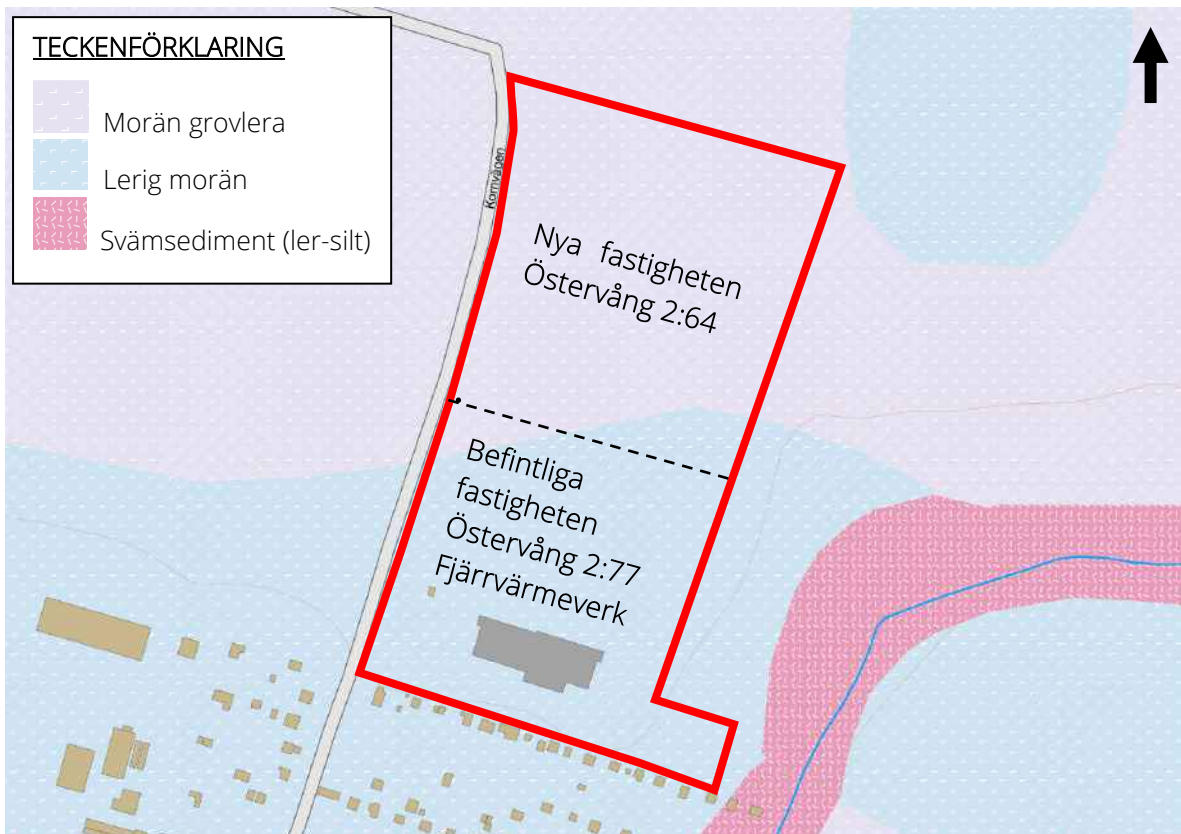 TECKENFÖRKLARING
Morän grovlera
Lerig morän
Svämsediment (ler-silt)
Kornvägen
Nya fastigheten
Östervång 2:64
Befintliga
fastigheten
Östervång 2:77
Fjärrvärmeverk